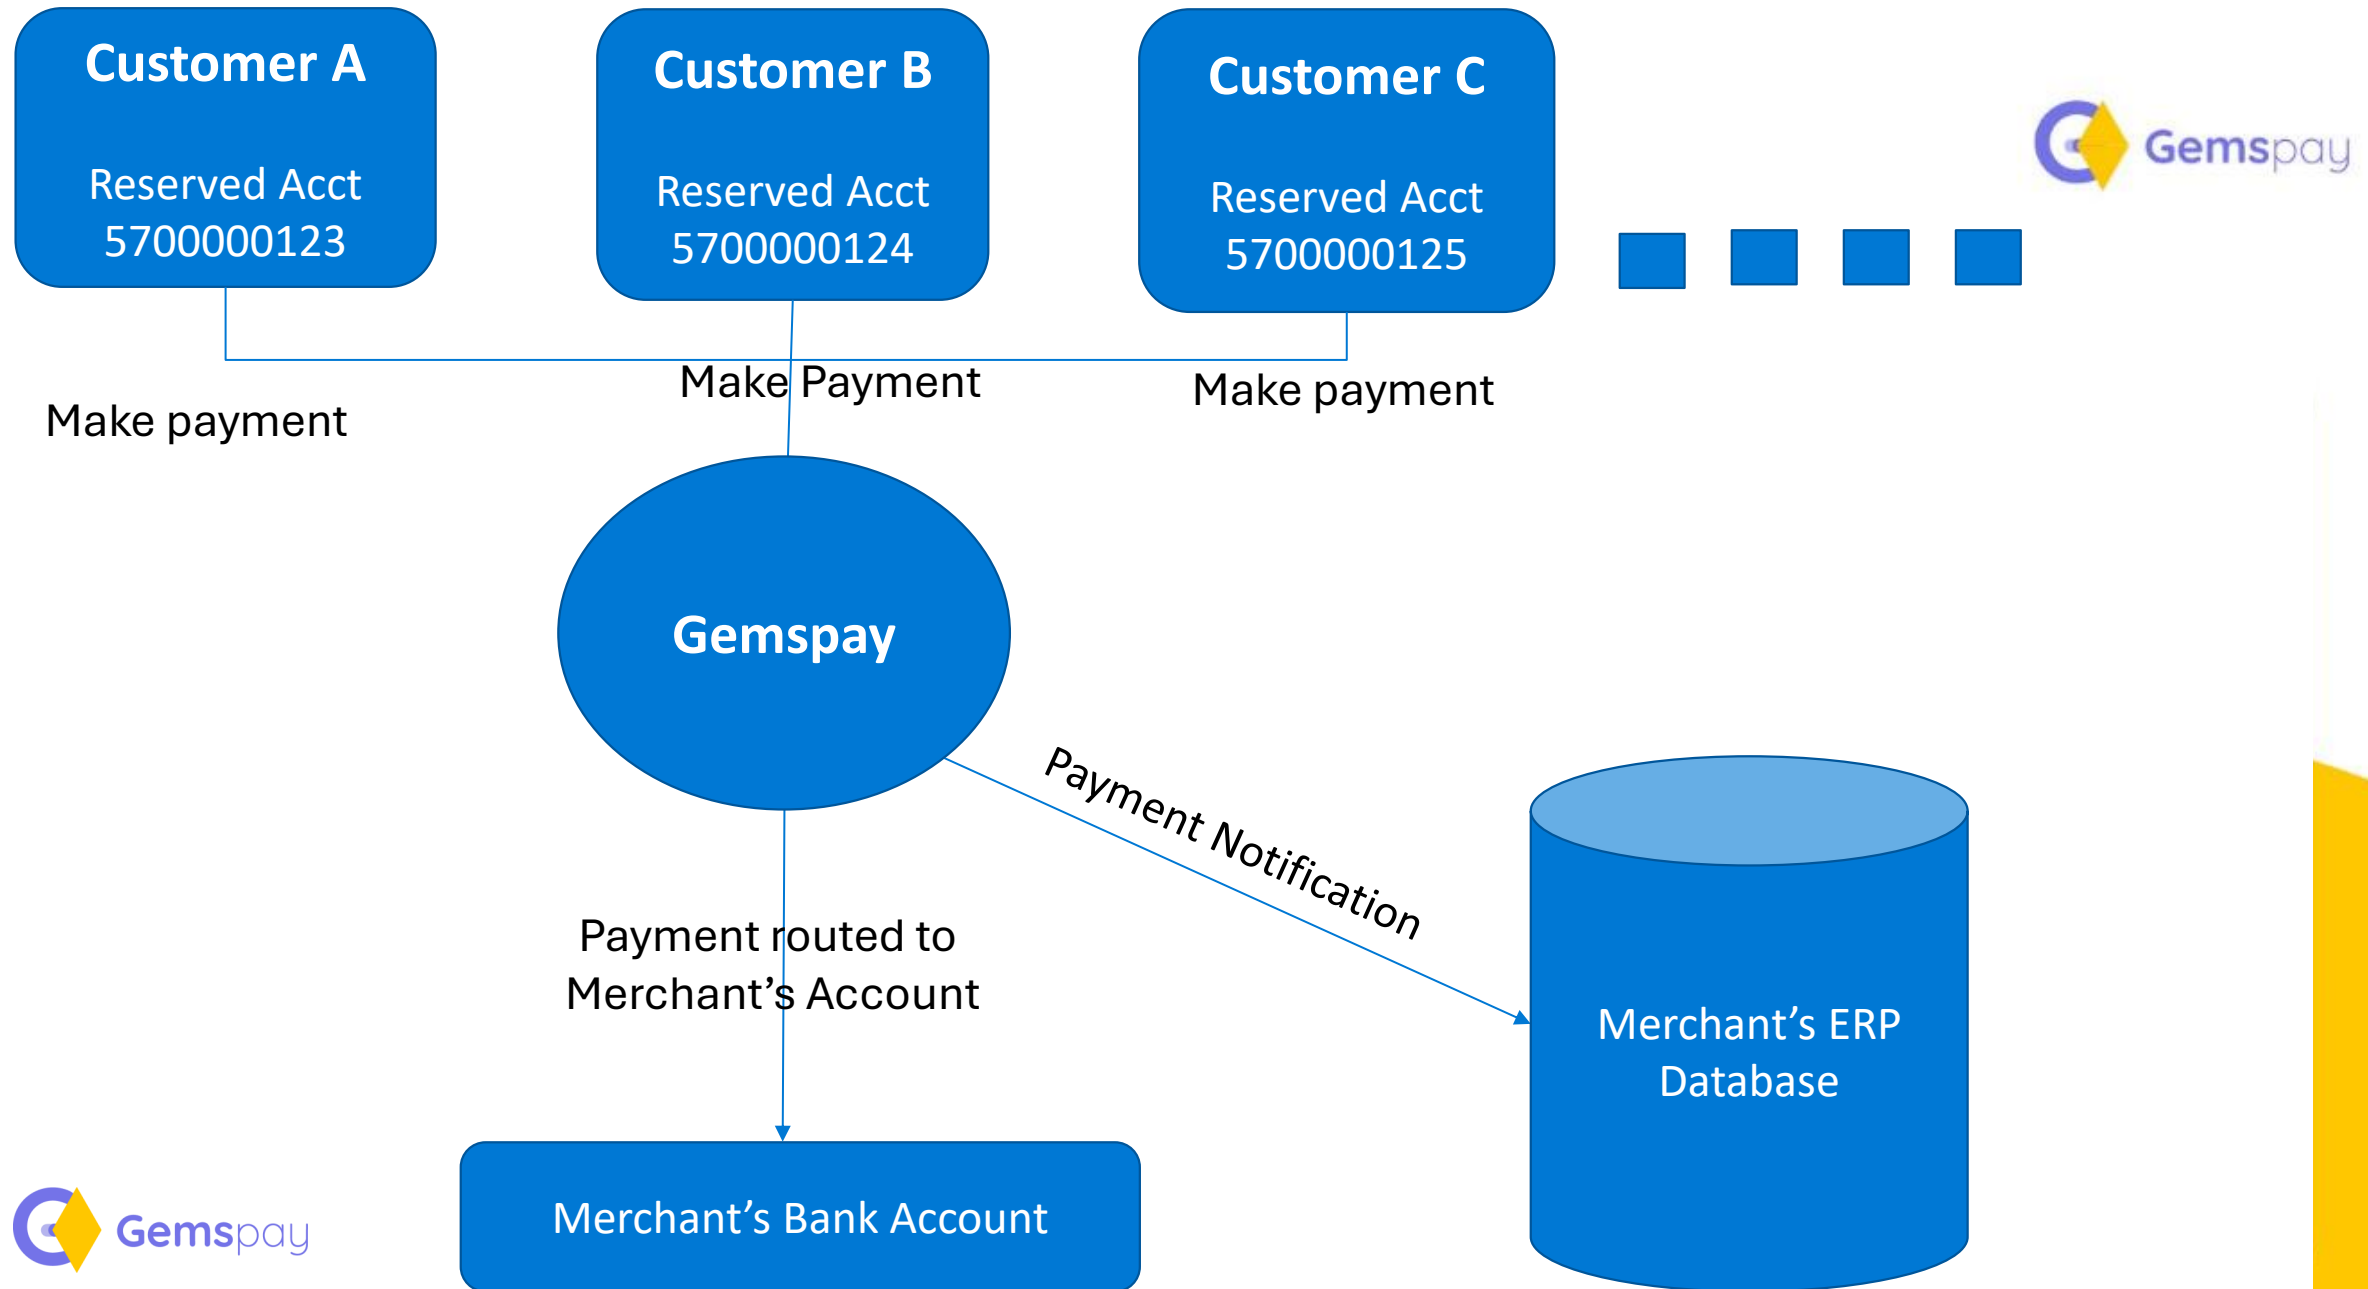 Customer A
Reserved Acct
5700000123
Customer B
Reserved Acct
5700000124
Customer C
Reserved Acct
5700000125
Gemspay
Make payment
Make Payment
Make payment
Gemspay
Payment Notification
Payment routed to
Merchant’s Account
Merchant’s ERP
Database
Merchant’s Bank Account
Gemspay